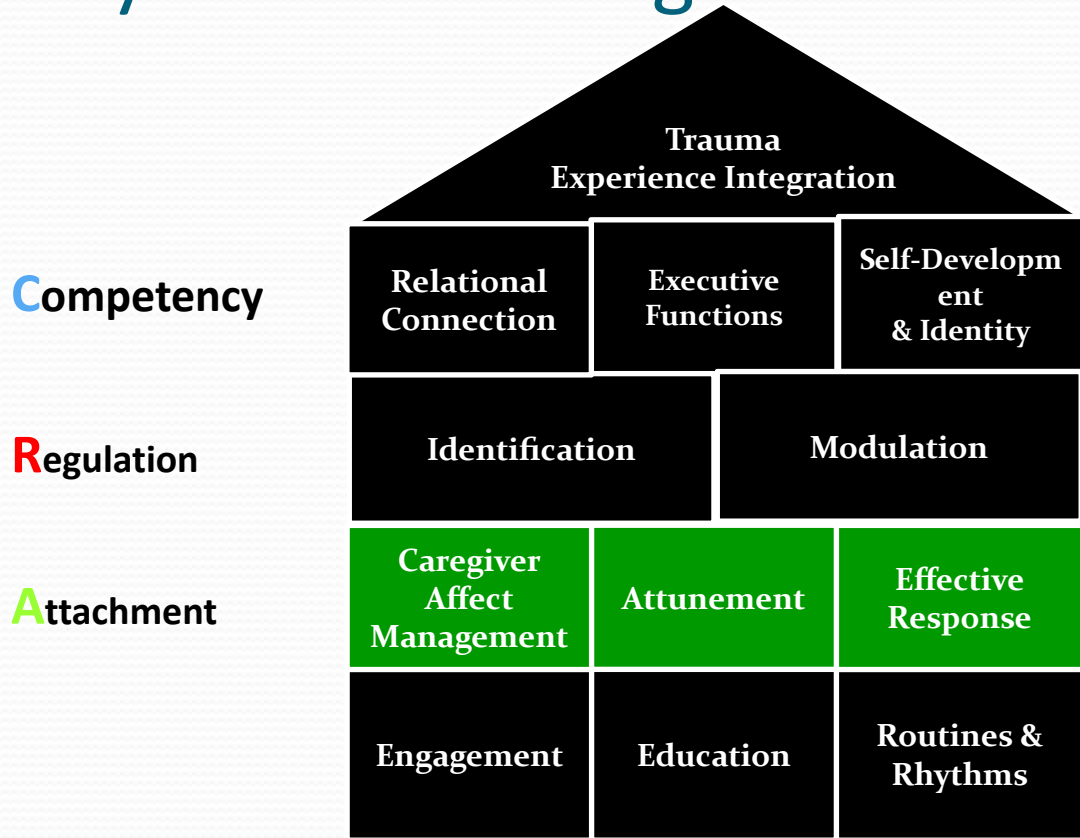 Trauma
Experience Integration
Competency
Relational
Connection
Executive
Functions
Self-Developm
ent
& Identity
Regulation
Identification
Modulation
Attachment
Caregiver
Affect
Management
Attunement
Effective
Response
Engagement
Education
Routines &
Rhythms